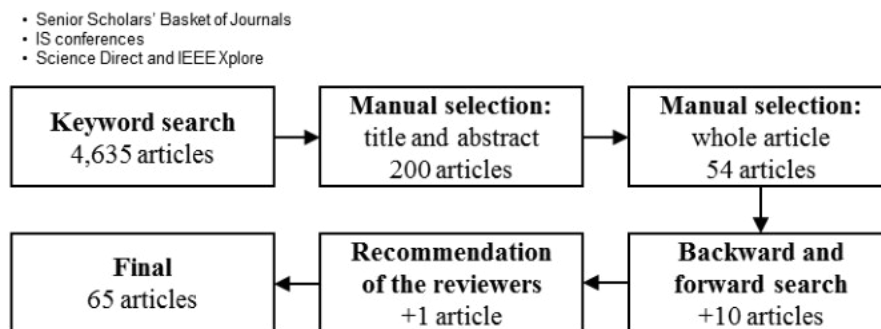 • Senior Scholars' Basket of Journals
• IS conferences
• Science Direct and IEEE Xplore
Keyword search
4,635 articles
Manual selection:
title and abstract
200 articles
Manual selection:
whole article
54 articles
Backward and
forward search
+10 articles
Recommendation
of the reviewers
+1 article
Final
65 articles